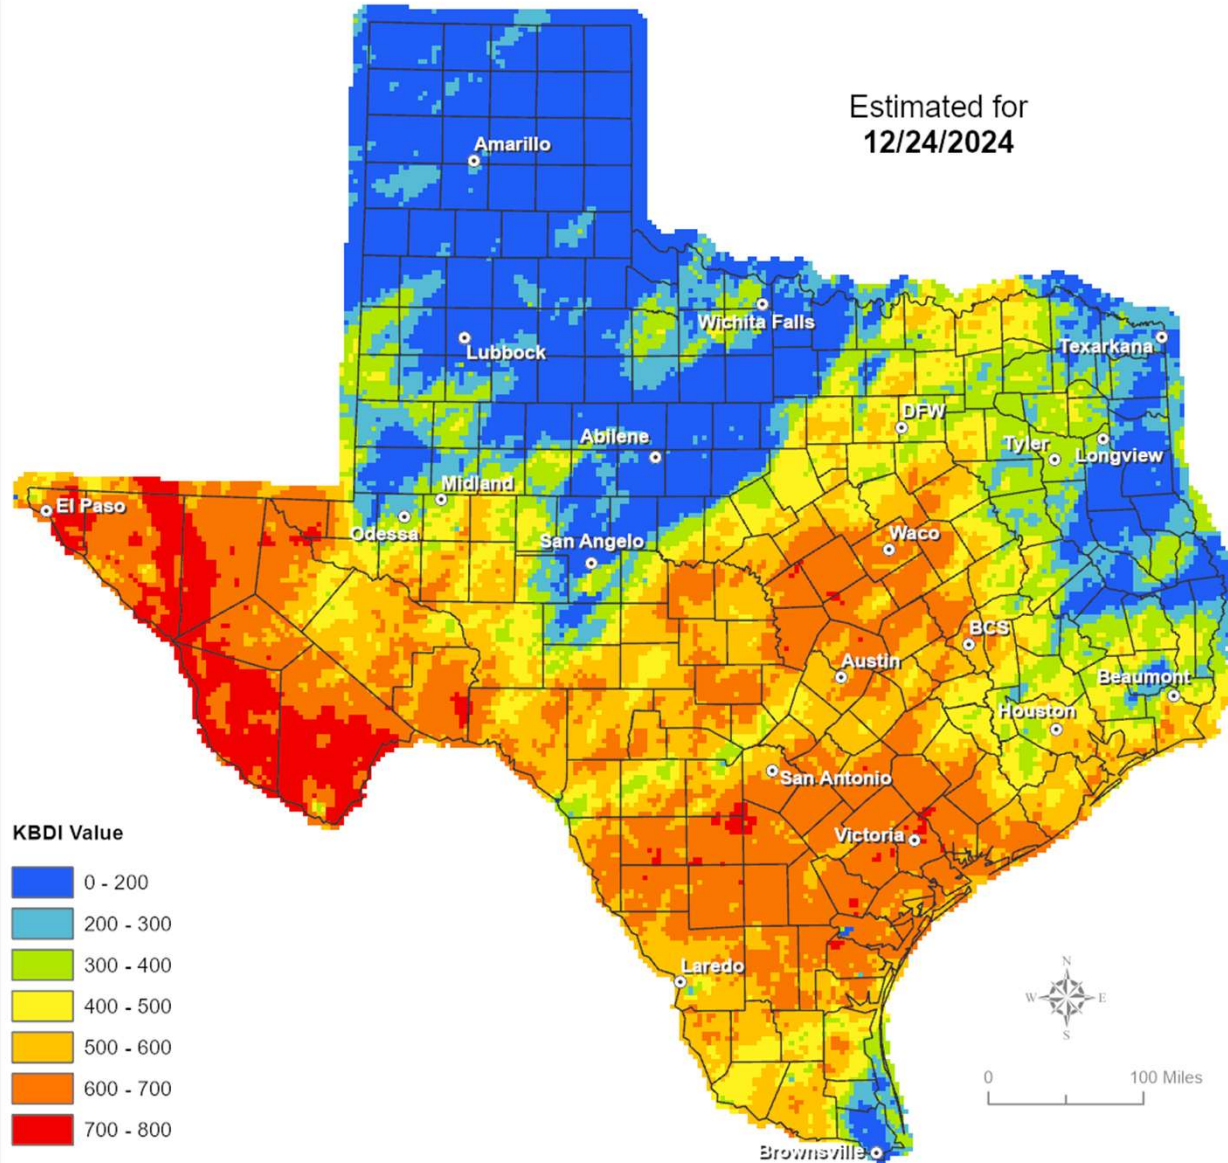 Estimated for
12/24/2024
Amarillo
Wichita Falls
Lubbock
Texarkana
DFW
Abilene
Tyler
Longview
Midland
El Paso
Odessa
San Angelo
Waco
BCS
Austin
Beaumont
Houston
San Antonio
Victoria
KBDI Value
0 - 200
200 - 300
300 - 400
400 - 500
500 - 600
600 - 700
700 - 800
Laredo
N
W E
S
0 100 Miles
Brownsville